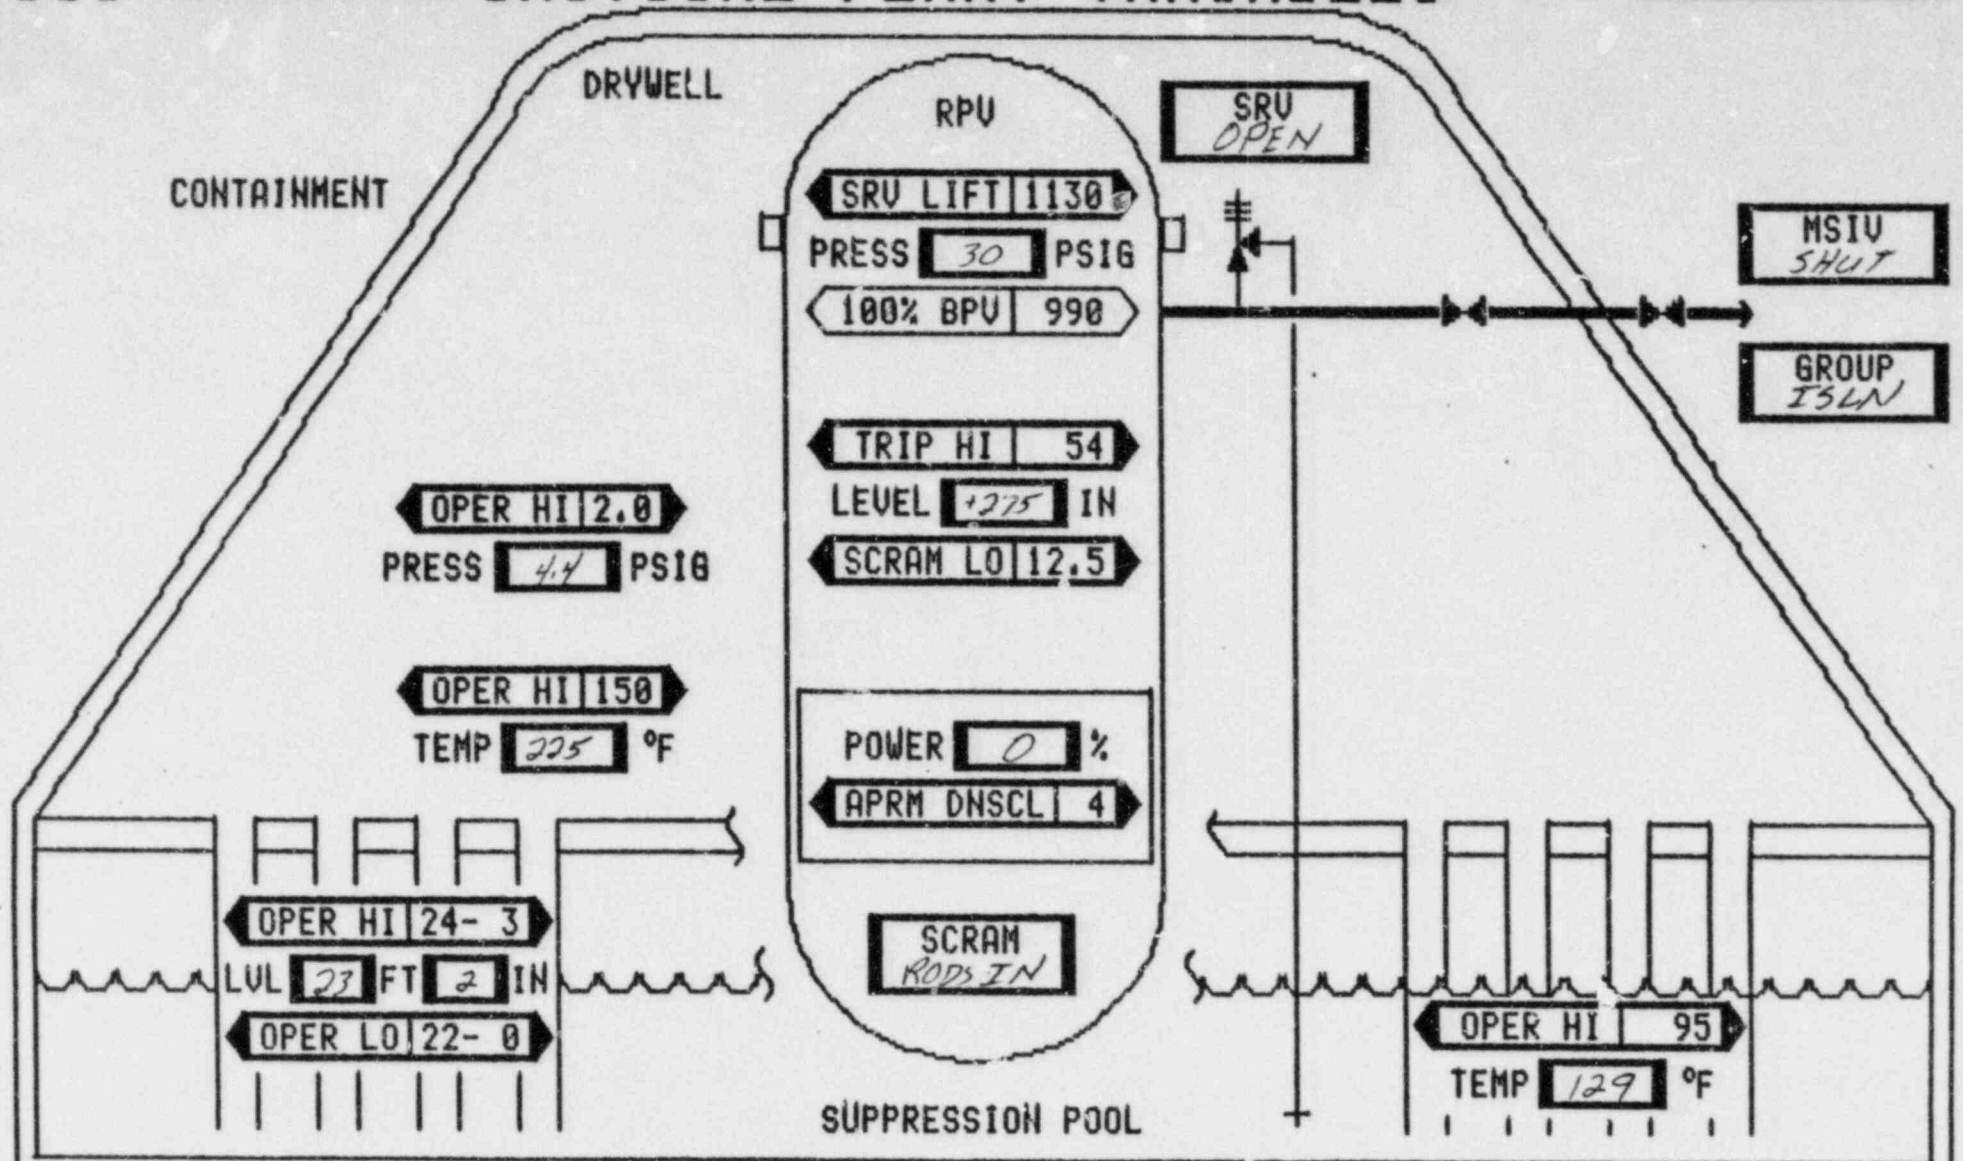 DRYWELL
CONTAINMENT
RPV
SRV
OPEN
SRV LIFT 1130
PRESS 30 PSIG
100% BPV 990
MSIV
SHUT
GROUP
ISLN
TRIP HI 54
LEVEL +275 IN
SCRAM LO 12.5
OPER HI 2.0
PRESS 4.4 PSIG
OPER HI 150
TEMP 225 °F
POWER 0 %
APRM DNSCL 4
OPER HI 24- 3
LVL 23 FT 2 IN
OPER LO 22- 0
SCRAM
RODS IN
OPER HI 95
TEMP 129 °F
SUPPRESSION POOL